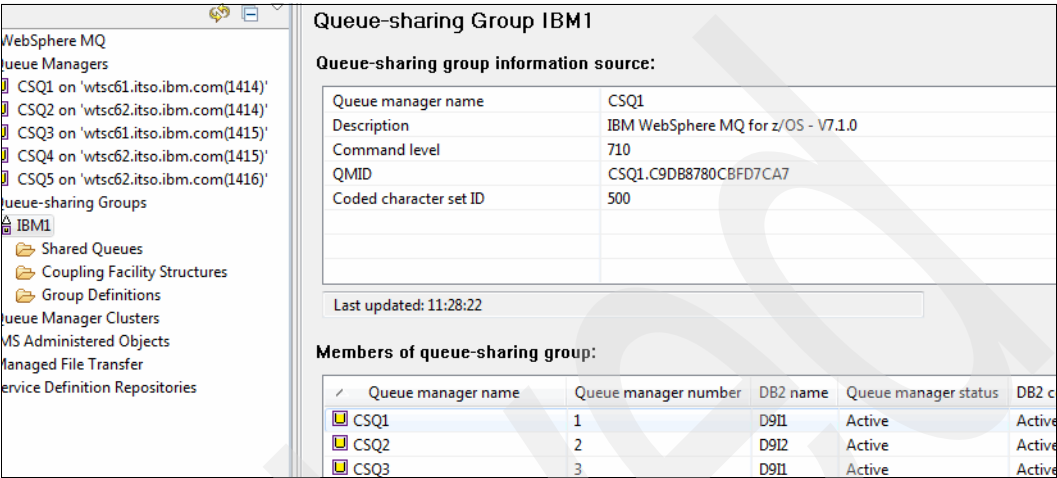 WebSphere MQ
Queue Managers
CSQ1 on 'wtsc61.itso.ibm.com(1414)'
CSQ2 on 'wtsc62.itso.ibm.com(1414)'
CSQ3 on 'wtsc61.itso.ibm.com(1415)'
CSQ4 on 'wtsc62.itso.ibm.com(1415)'
CSQ5 on 'wtsc62.itso.ibm.com(1416)'
Queue-sharing Groups
IBM1
Shared Queues
Coupling Facility Structures
Group Definitions
Queue Manager Clusters
MS Administered Objects
Managed File Transfer
ervice Definition Repositories
Queue-sharing Group IBM1
Queue-sharing group information source:
Queue manager name CSQ1
Description IBM WebSphere MQ for z/OS - V7.1.0
Command level 710
QMID CSQ1.C9DB8780CBFD7CA7
Coded character set ID 500
Last updated: 11:28:22
Members of queue-sharing group:
Queue manager name Queue manager number DB2 name Queue manager status DB2 c
CSQ1 1 D9I1 Active Active
CSQ2 2 D9I2 Active Active
CSQ3 3 D9I1 Active Active